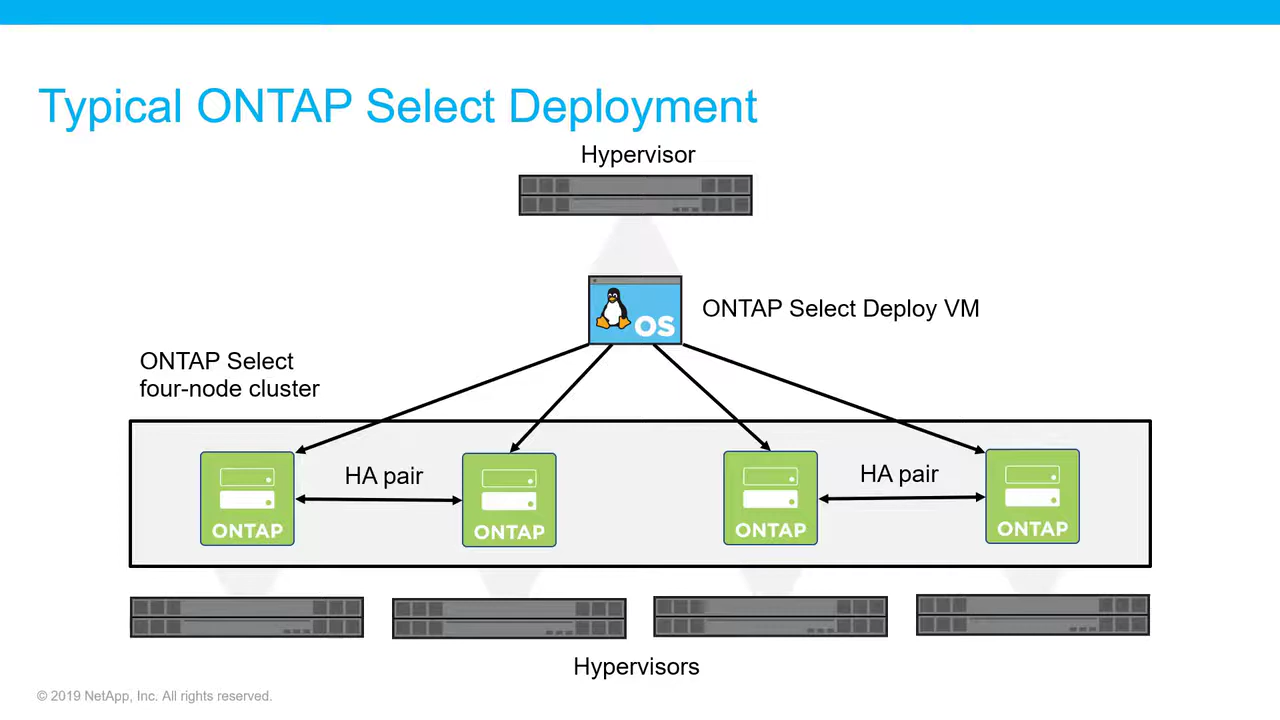 Typical ONTAP Select Deployment
Hypervisor
OS
ONTAP Select Deploy VM
ONTAP Select
four-node cluster
HA pair
HA pair
ONTAP
ONTAP
ONTAP
ONTAP
Hypervisors
© 2019 NetApp, Inc. All rights reserved.